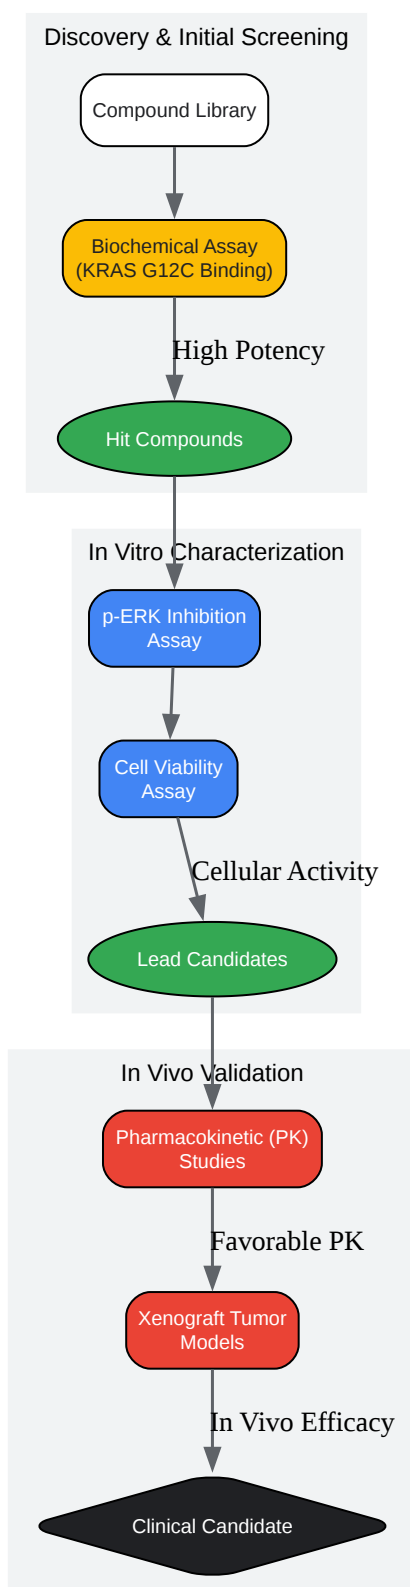 Discovery & Initial Screening
Compound Library
Biochemical Assay
(KRAS G12C Binding)
High Potency
Hit Compounds
In Vitro Characterization
p-ERK Inhibition
Assay
Cell Viability
Assay
Cellular Activity
Lead Candidates
In Vivo Validation
Pharmacokinetic (PK)
Studies
Favorable PK
Xenograft Tumor
Models
In Vivo Efficacy
Clinical Candidate